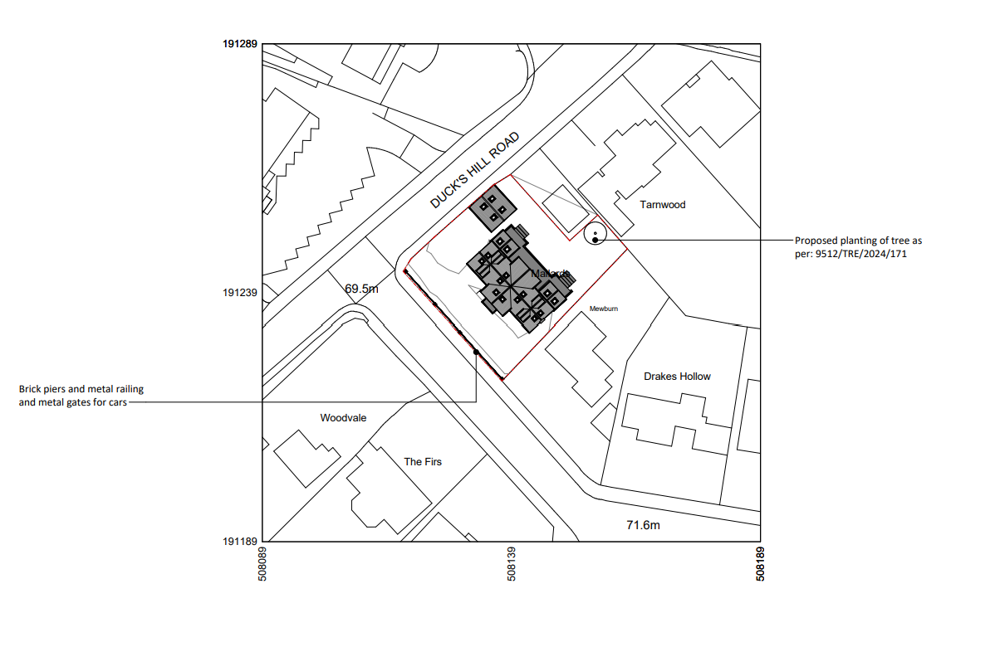 191289
DUCK'S HILL ROAD
Tarnwood
Proposed planting of tree as
per: 9512/TRE/2024/171
Mallards
191239
69.5m
Mewburn
Drakes Hollow
Brick piers and metal railing
and metal gates for cars
Woodvale
The Firs
71.6m
191189
508089
508139
508189